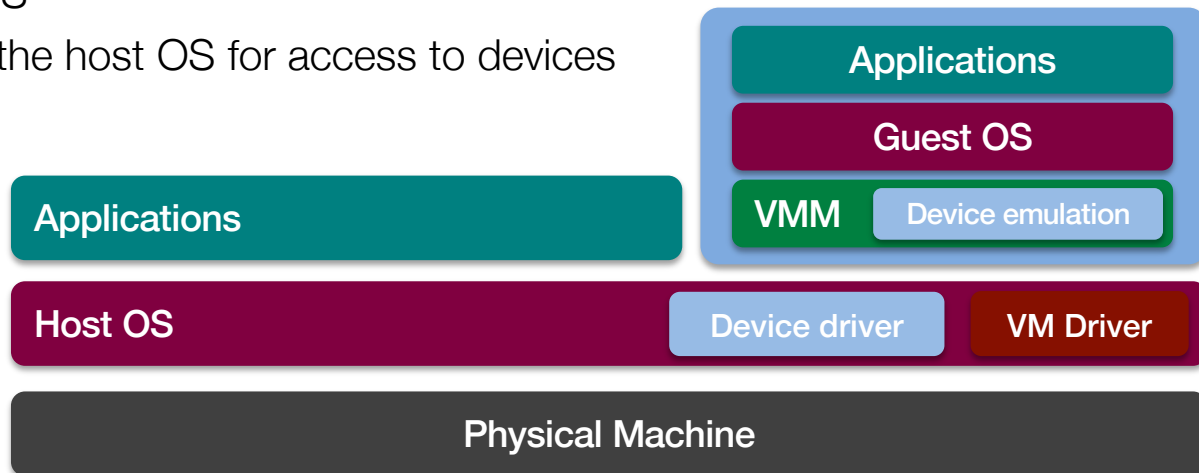 the host OS for access to devices
Applications
Guest OS
VMM Device emulation
Applications
Host OS Device driver VM Driver
Physical Machine